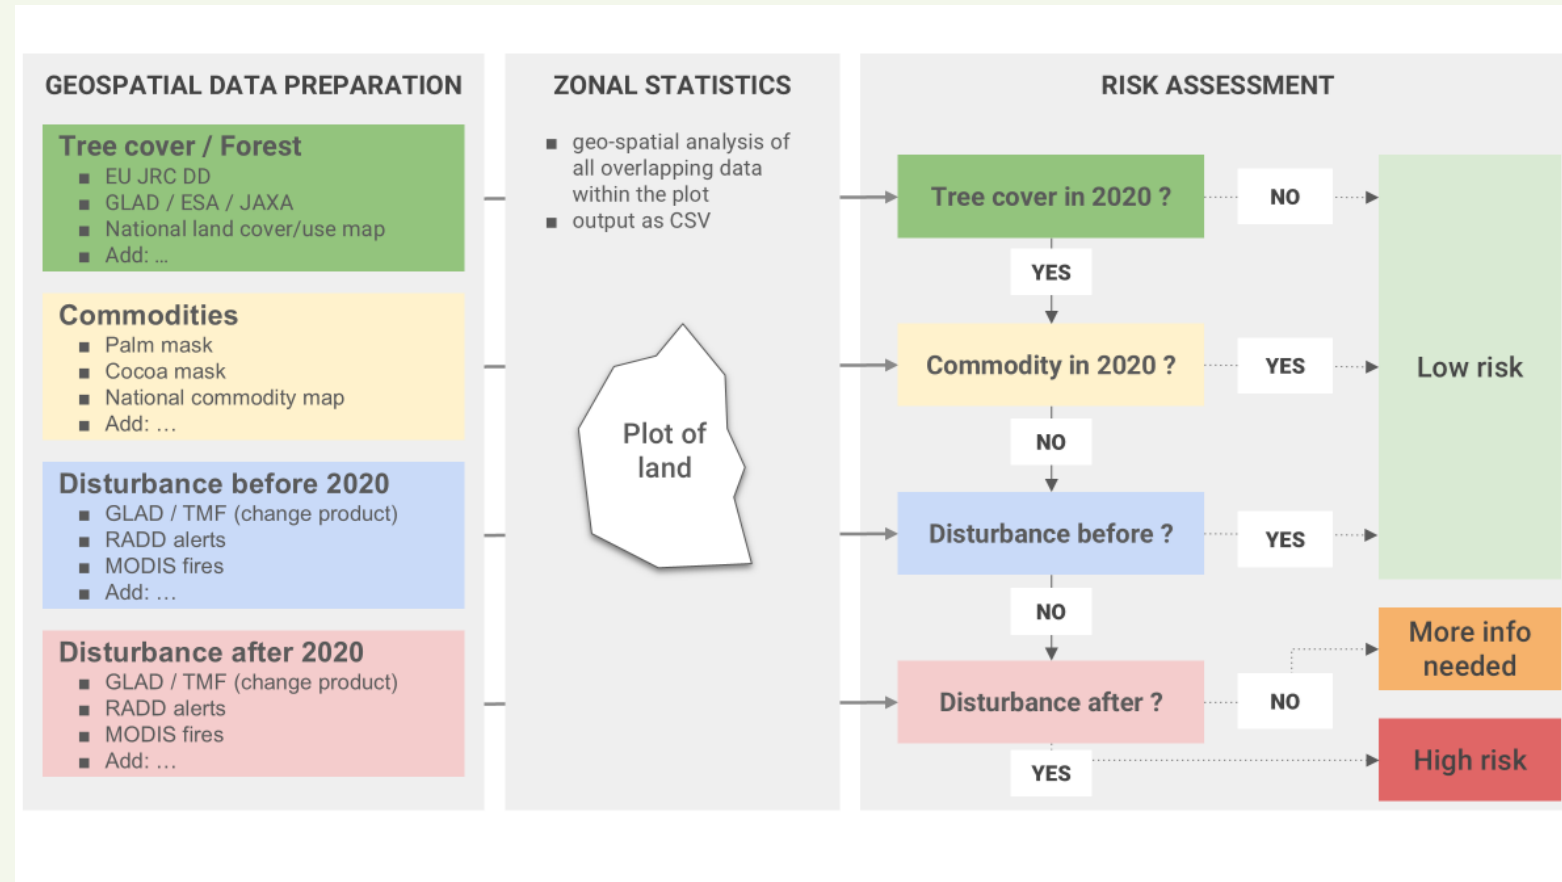 GEOSPATIAL DATA PREPARATION
Tree cover / Forest
■ EU JRC DD
■ GLAD / ESA / JAXA
■ National land cover/use map
■ Add: ...
Commodities
■ Palm mask
■ Cocoa mask
■ National commodity map
■ Add: …
Disturbance before 2020
■ GLAD / TMF (change product)
■ RADD alerts
■ MODIS fires
■ Add: …
Disturbance after 2020
■ GLAD / TMF (change product)
■ RADD alerts
■ MODIS fires
■ Add: …
ZONAL STATISTICS
■ geo-spatial analysis of
all overlapping data
within the plot
■ output as CSV
Plot of
land
RISK ASSESSMENT
Tree cover in 2020 ?
NO
YES
Commodity in 2020 ?
YES
NO
Disturbance before ?
YES
NO
Disturbance after ?
NO
YES
Low risk
More info
needed
High risk